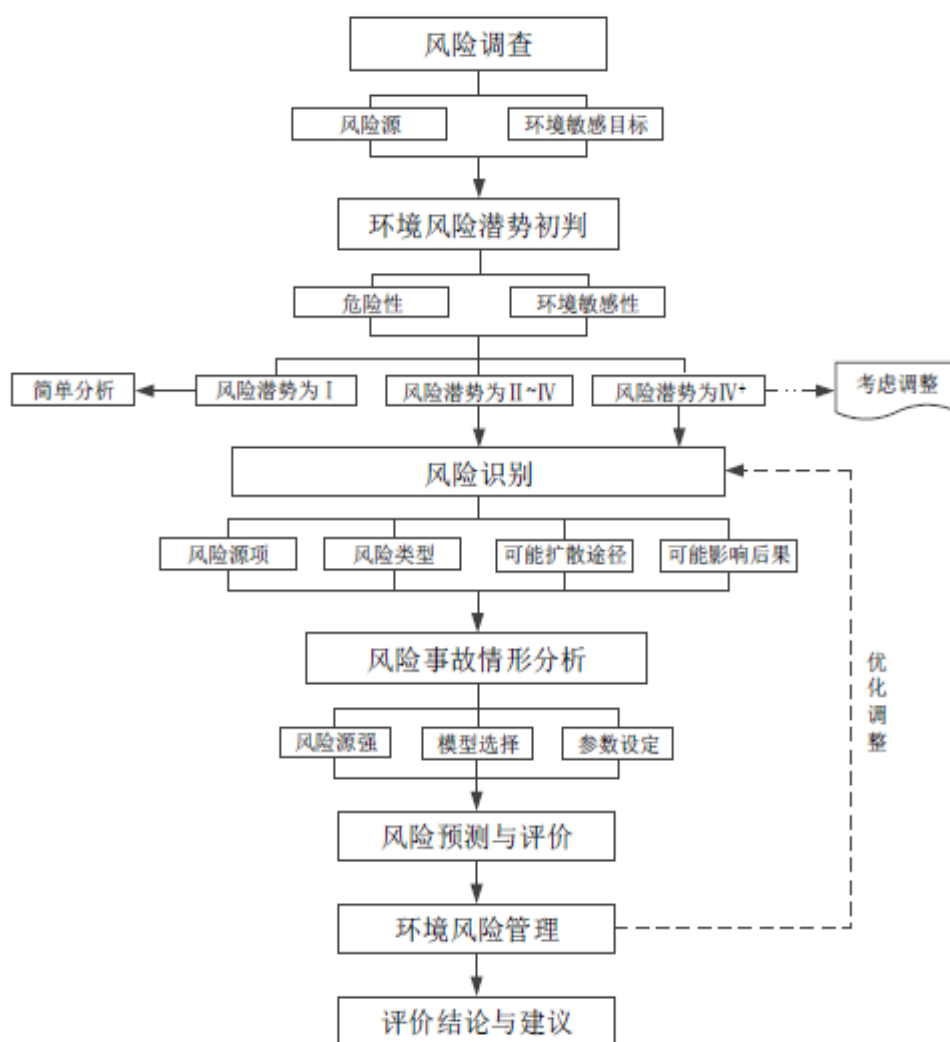 风险调查
风险源
环境敏感目标
环境风险潜势初判
危险性
环境敏感性
简单分析
风险潜势为Ⅰ
风险潜势为Ⅱ~Ⅳ
风险潜势为Ⅳ+
考虑调整
风险识别
风险源项
风险类型
可能扩散途径
可能影响后果
风险事故情形分析
优化调整
风险源强
模型选择
参数设定
风险预测与评价
环境风险管理
评价结论与建议